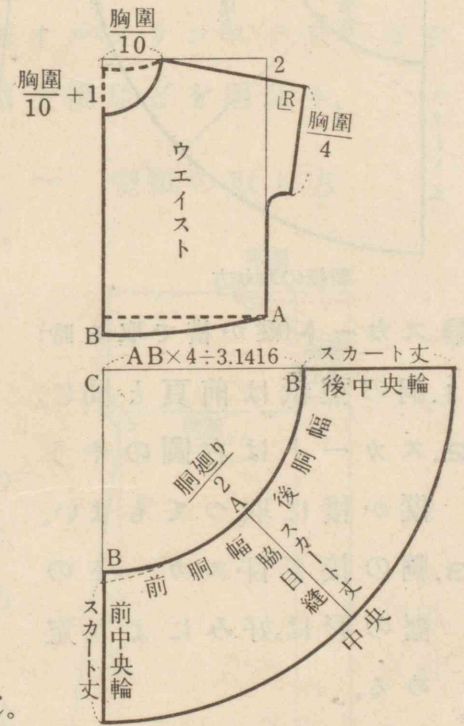 胸圍/10
胸圍/10 +1
2
R
胸圍/4
ウエイスト
A
B
AB×4÷3.1416
スカート丈
C
B
後中央輪
胴廻り/2
後胴幅
A
B
前胴幅
脇縫目
スカート丈
中央
スカート丈
前中央輪
。